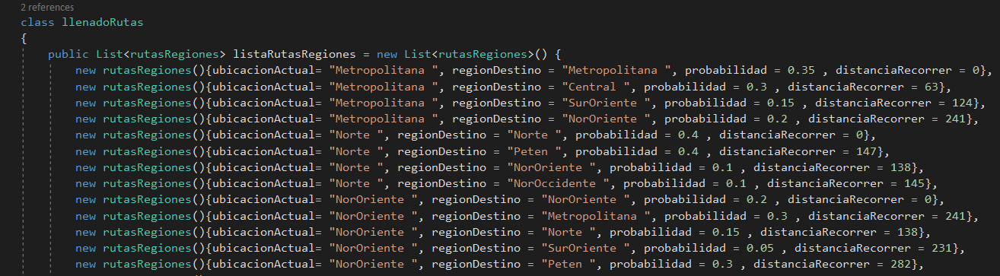 2 references
class llenadoRutas
{
public List<rutasRegiones> listaRutasRegiones = new List<rutasRegiones>() {
new rutasRegiones(){ubicacionActual= "Metropolitana ", regionDestino = "Metropolitana ", probabilidad = 0.35 , distanciaRecorrer = 0},
new rutasRegiones(){ubicacionActual= "Metropolitana ", regionDestino = "Central ", probabilidad = 0.3 , distanciaRecorrer = 63},
new rutasRegiones(){ubicacionActual= "Metropolitana ", regionDestino = "SurOriente ", probabilidad = 0.15 , distanciaRecorrer = 124},
new rutasRegiones(){ubicacionActual= "Metropolitana ", regionDestino = "NorOriente ", probabilidad = 0.2 , distanciaRecorrer = 241},
new rutasRegiones(){ubicacionActual= "Norte ", regionDestino = "Norte ", probabilidad = 0.4 , distanciaRecorrer = 0},
new rutasRegiones(){ubicacionActual= "Norte ", regionDestino = "Peten ", probabilidad = 0.4 , distanciaRecorrer = 147},
new rutasRegiones(){ubicacionActual= "Norte ", regionDestino = "NorOriente ", probabilidad = 0.1 , distanciaRecorrer = 138},
new rutasRegiones(){ubicacionActual= "Norte ", regionDestino = "NorOccidente ", probabilidad = 0.1 , distanciaRecorrer = 145},
new rutasRegiones(){ubicacionActual= "NorOriente ", regionDestino = "NorOriente ", probabilidad = 0.2 , distanciaRecorrer = 0},
new rutasRegiones(){ubicacionActual= "NorOriente ", regionDestino = "Metropolitana ", probabilidad = 0.3 , distanciaRecorrer = 241},
new rutasRegiones(){ubicacionActual= "NorOriente ", regionDestino = "Norte ", probabilidad = 0.15 , distanciaRecorrer = 138},
new rutasRegiones(){ubicacionActual= "NorOriente ", regionDestino = "SurOriente ", probabilidad = 0.05 , distanciaRecorrer = 231},
new rutasRegiones(){ubicacionActual= "NorOriente ", regionDestino = "Peten ", probabilidad = 0.3 , distanciaRecorrer = 282},